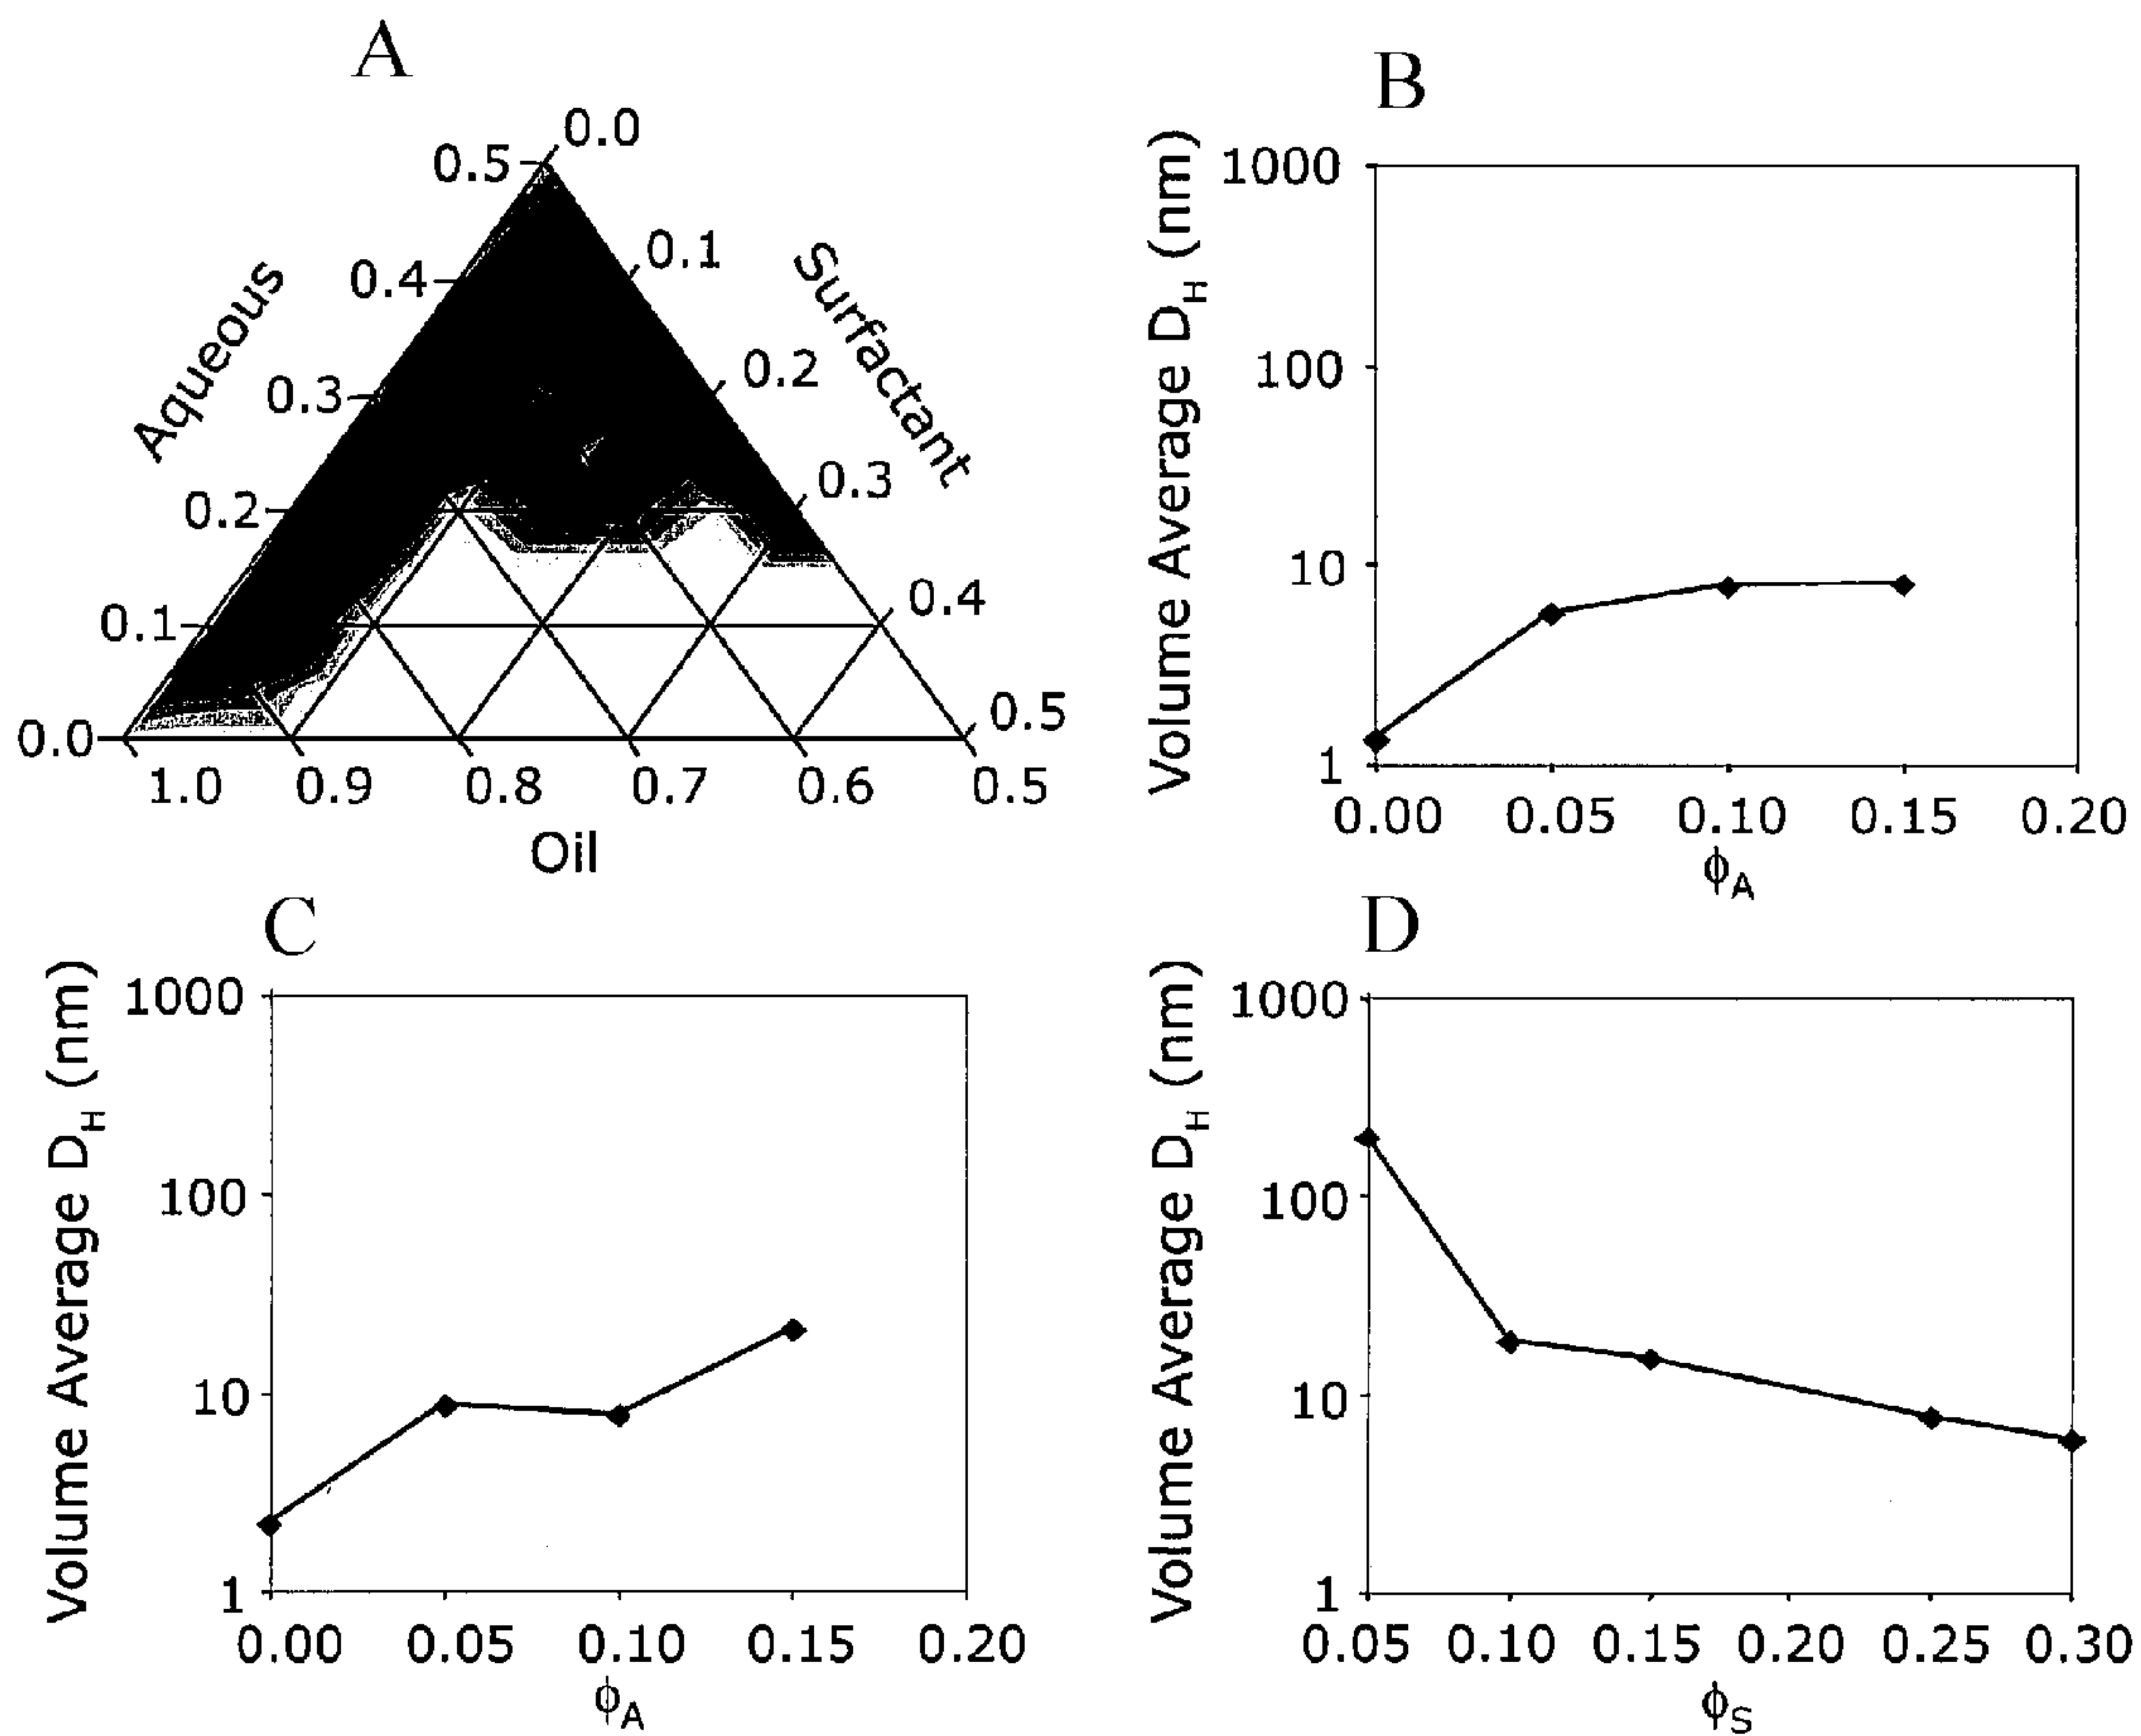 A
0.0
0.5
0.1
0.4
Surfactant
Aqueous
0.2
0.3
0.3
0.2
0.4
0.1
0.5
0.0
1.0 0.9 0.8 0.7 0.6 0.5
Oil
B
Volume Average D_H (nm)
1000
100
10
1
0.00 0.05 0.10 0.15 0.20
ϕ_A
C
Volume Average D_H (nm)
1000
100
10
1
0.00 0.05 0.10 0.15 0.20
ϕ_A
D
Volume Average D_H (nm)
1000
100
10
1
0.05 0.10 0.15 0.20 0.25 0.30
ϕ_S